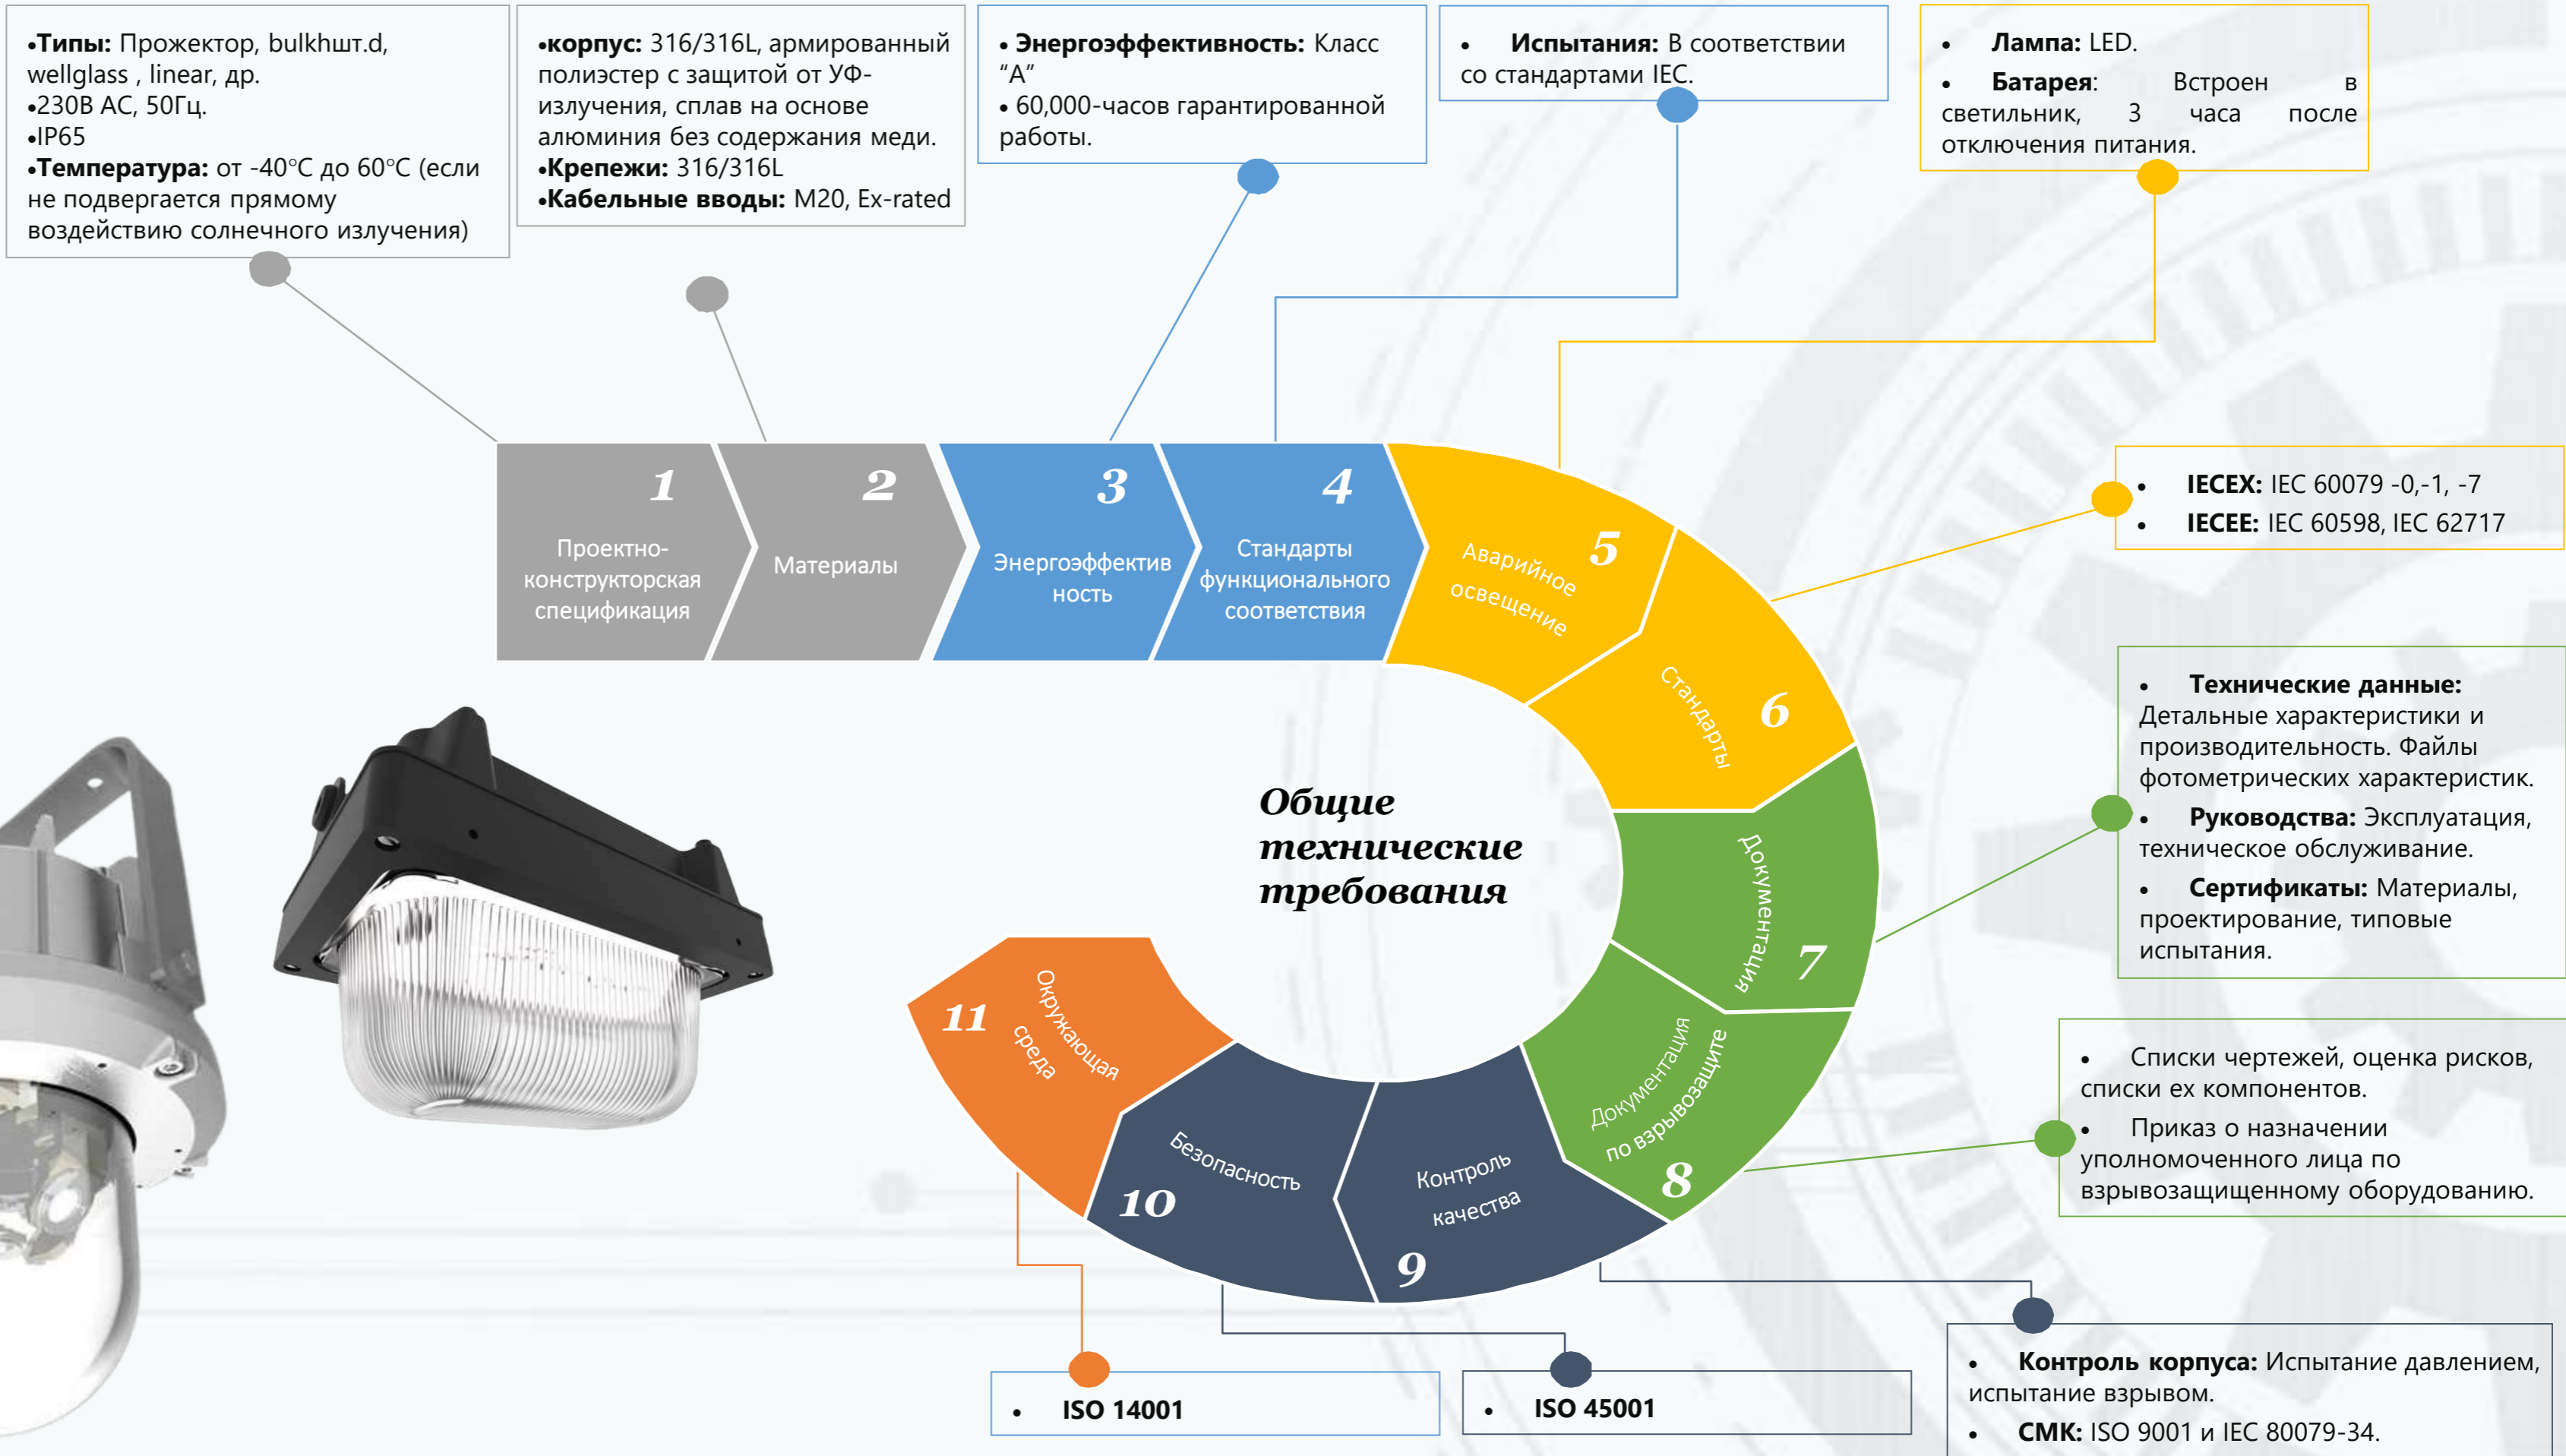 •Типы: Прожектор, bulkhшт.d,
wellglass , linear, др.
•230В AC, 50Гц.
•IP65
•Температура: от -40°C до 60°C (если
не подвергается прямому
воздействию солнечного излучения)
•корпус: 316/316L, армированный
полиэстер с защитой от УФ-
излучения, сплав на основе
алюминия без содержания меди.
•Крепежи: 316/316L
•Кабельные вводы: M20, Ex-rated
• Энергоэффективность: Класс
“А”
• 60,000-часов гарантированной
работы.
• Испытания: В соответствии
со стандартами IEC.
• Лампа: LED.
• Батарея: Встроен в
светильник, 3 часа после
отключения питания.
1
Проектно-
конструкторская
спецификация
2
Материалы
3
Энергоэффектив
ность
4
Стандарты
функционального
соответствия
5
Аварийное
освещение
• IECEX: IEC 60079 -0,-1, -7
• IECEE: IEC 60598, IEC 62717
6
Стандарты
• Технические данные:
Детальные характеристики и
производительность. Файлы
фотометрических характеристик.
• Руководства: Эксплуатация,
техническое обслуживание.
• Сертификаты: Материалы,
проектирование, типовые
испытания.
Общие
технические
требования
Документация
7
Документация
по взрывозащите
8
• Списки чертежей, оценка рисков,
списки ex компонентов.
• Приказ о назначении
уполномоченного лица по
взрывозащищенному оборудованию.
Контроль
качества
9
Безопасность
10
11
Окружающая
среда
• Контроль корпуса: Испытание давлением,
испытание взрывом.
• СМК: ISO 9001 и IEC 80079-34.
• ISO 45001
• ISO 14001